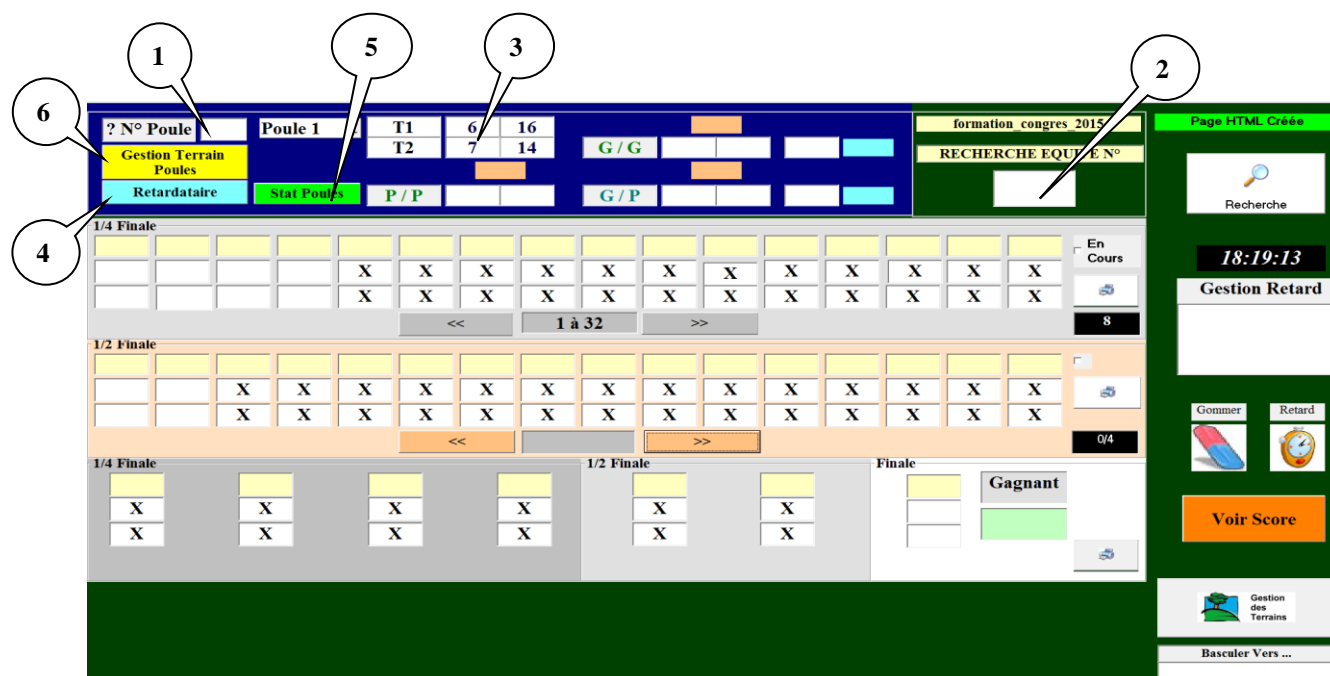 1
5
3
2
6
4
? N° Poule
Poule 1
T1 6 16
T2 7 14
G / G
Gestion Terrain
Poules
Retardataire
Stat Poules
P / P
G / P
formation_congres_2015
RECHERCHE EQUIPE N°
Page HTML Créée
Recherche
18:19:13
Gestion Retard
Gommer
Retard
Voir Score
Gestion
des
Terrains
Basculer Vers ...
1/4 Finale
En
Cours
X X X X X X X X X X X X
X X X X X X X X X X X X
<< 1 à 32 >>
8
1/2 Finale
X X X X X X X X X X X X X X
X X X X X X X X X X X X X X
<< >>
0/4
1/4 Finale
X X X X
X X X X
1/2 Finale
X X
X X
Finale
Gagnant